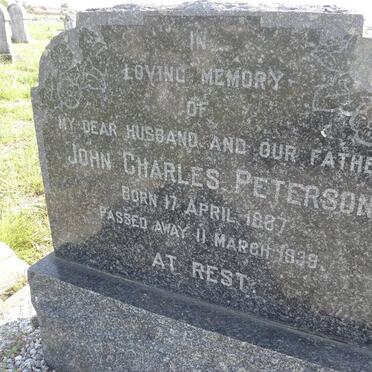 IN
LOVING MEMORY
OF
MY DEAR HUSBAND AND OUR FATHE
JOHN CHARLES PETERSON
BORN 17 APRIL 1887
PASSED AWAY 11 MARCH 1939.
AT REST.